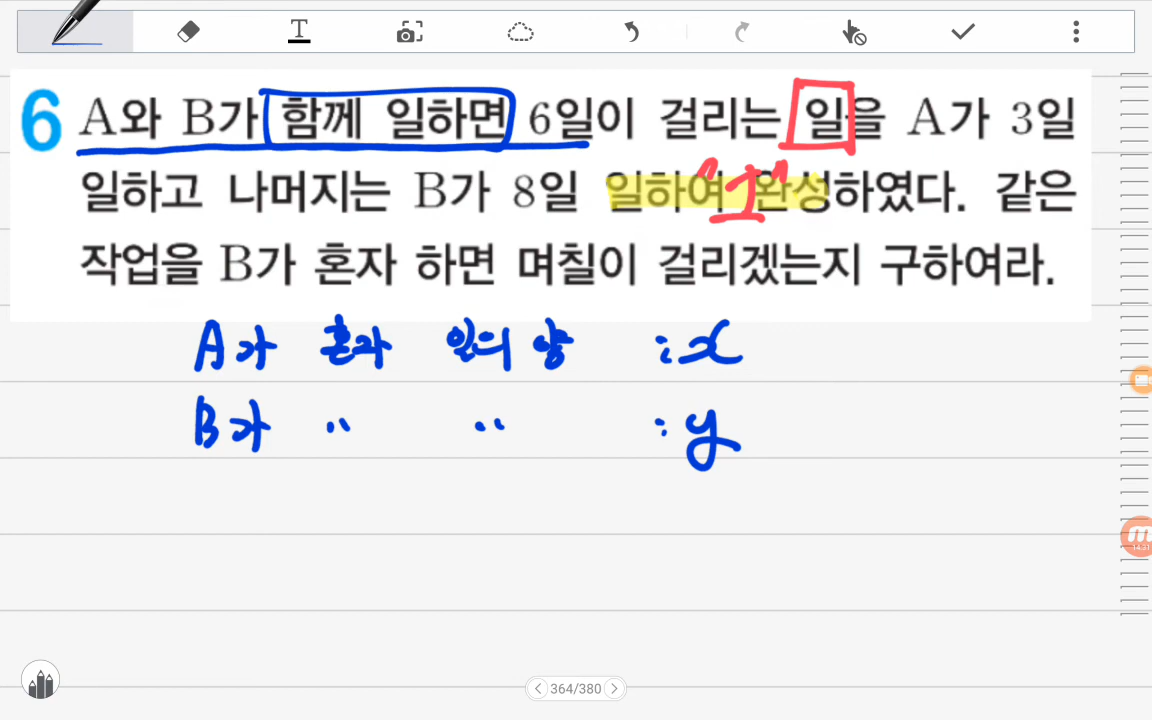 T
6 A와 B가 함께 일하면 6일이 걸리는 일을 A가 3일
일하고 나머지는 B가 8일 일하여 완성하였다. 같은
"1"
작업을 B가 혼자 하면 며칠이 걸리겠는지 구하여라.
A가 혼자 일의 양 : x
B가 〃 〃 : y
364/380